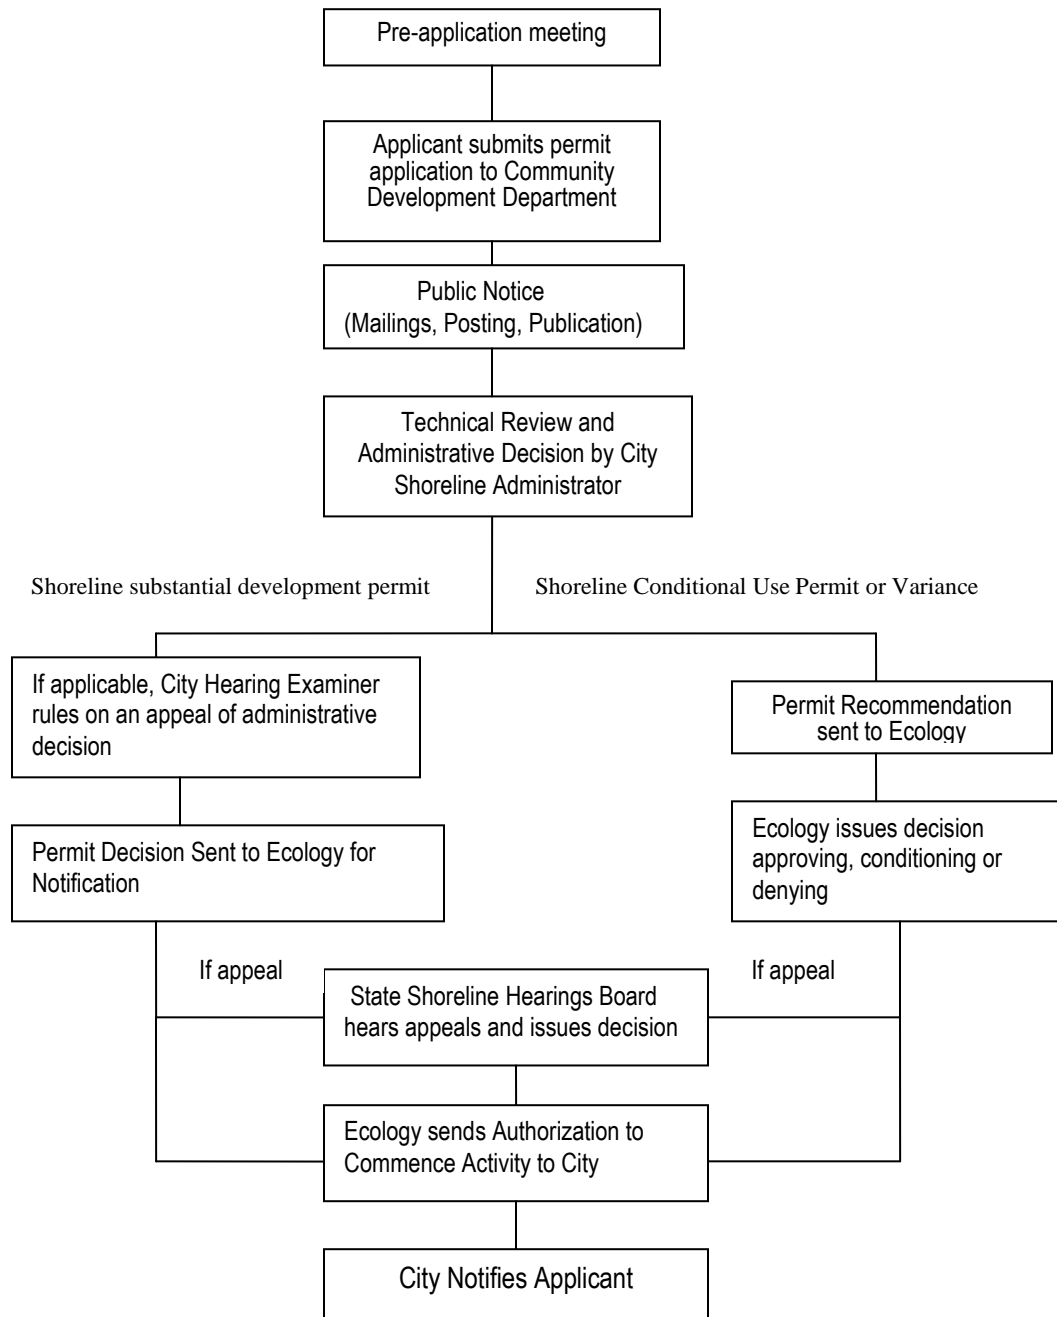 Pre-application meeting
Applicant submits permit
application to Community
Development Department
Public Notice
(Mailings, Posting, Publication)
Technical Review and
Administrative Decision by City
Shoreline Administrator
Shoreline substantial development permit
Shoreline Conditional Use Permit or Variance
If applicable, City Hearing Examiner
rules on an appeal of administrative
decision
Permit Recommendation
sent to Ecology
Permit Decision Sent to Ecology for
Notification
Ecology issues decision
approving, conditioning or
denying
If appeal
If appeal
State Shoreline Hearings Board
hears appeals and issues decision
Ecology sends Authorization to
Commence Activity to City
City Notifies Applicant